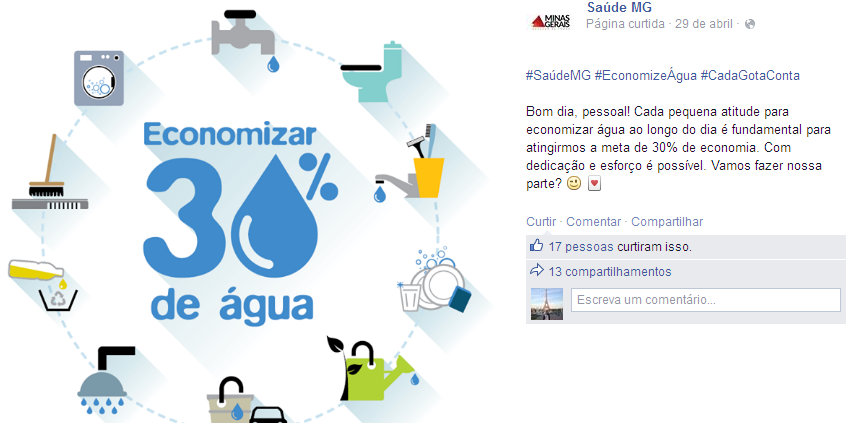 Economizar
30%
de água
MINAS
GERAIS
Saúde MG
Página curtida · 29 de abril ·
#SaúdeMG #EconomizeÁgua #CadaGotaConta
Bom dia, pessoal! Cada pequena atitude para
economizar água ao longo do dia é fundamental para
atingirmos a meta de 30% de economia. Com
dedicação e esforço é possível. Vamos fazer nossa
parte? 😉 💌
Curtir · Comentar · Compartilhar
17 pessoas curtiram isso.
13 compartilhamentos
Escreva um comentário...